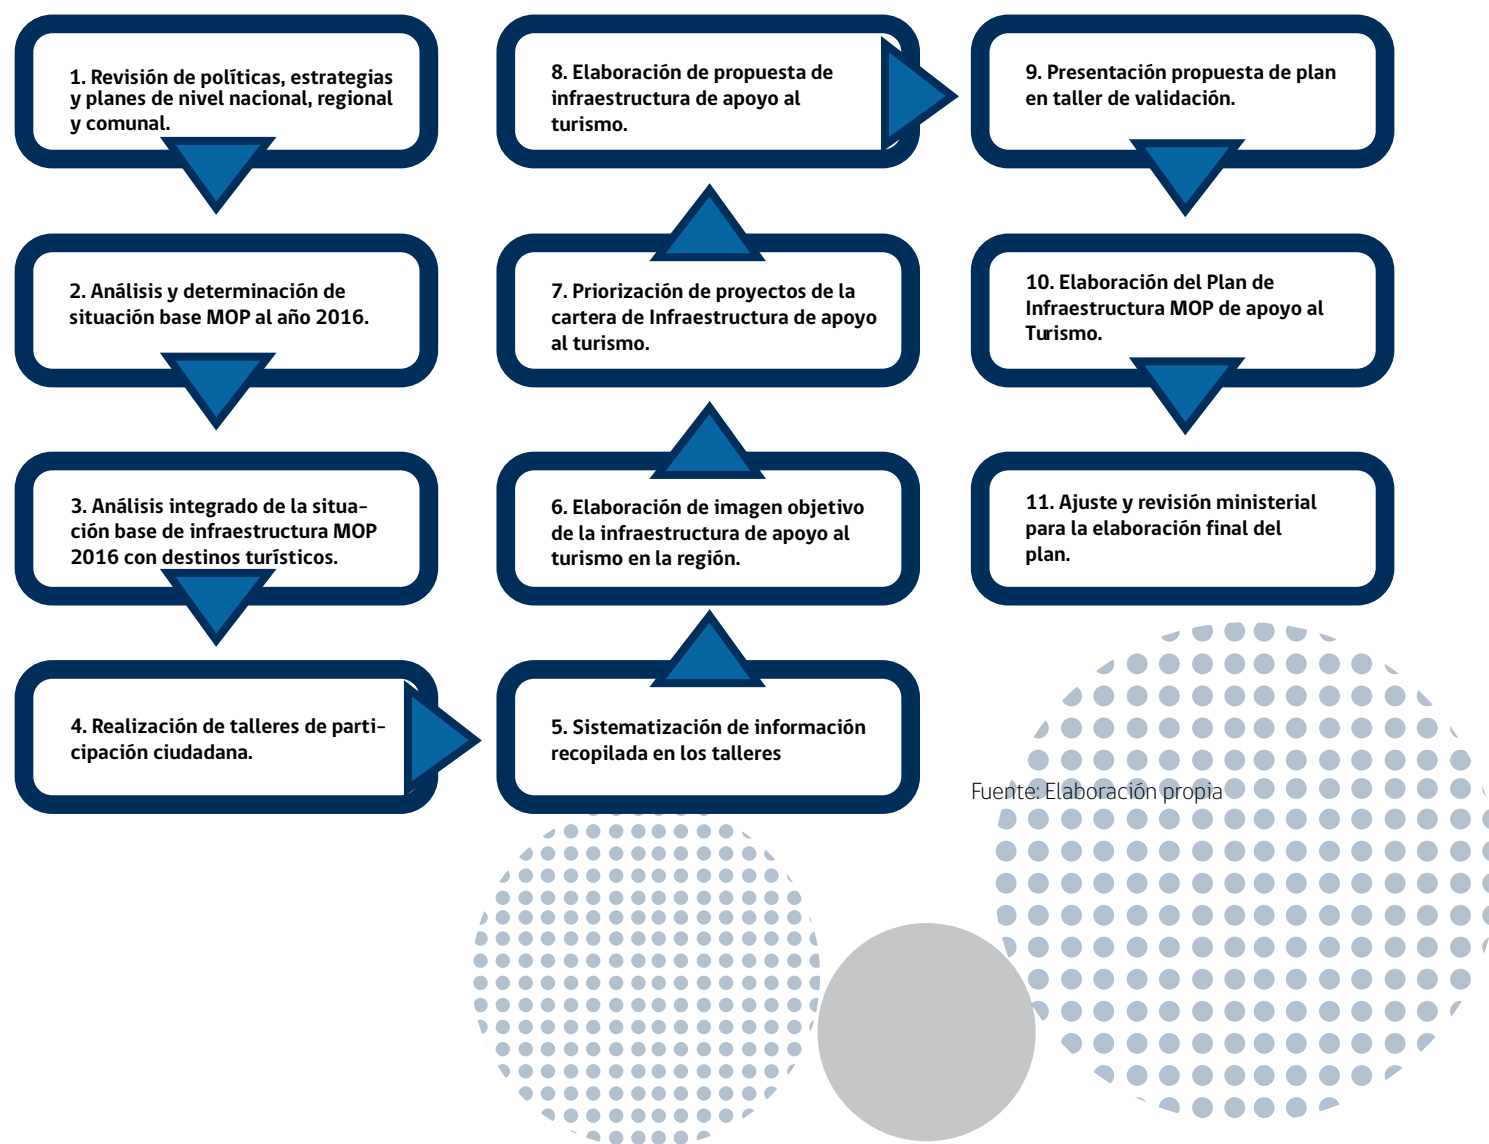 1. Revisión de políticas, estrategias
y planes de nivel nacional, regional
y comunal.
2. Análisis y determinación de
situación base MOP al año 2016.
3. Análisis integrado de la situa-
ción base de infraestructura MOP
2016 con destinos turísticos.
4. Realización de talleres de parti-
cipación ciudadana.
5. Sistematización de información
recopilada en los talleres
6. Elaboración de imagen objetivo
de la infraestructura de apoyo al
turismo en la región.
7. Priorización de proyectos de la
cartera de Infraestructura de apoyo
al turismo.
8. Elaboración de propuesta de
infraestructura de apoyo al
turismo.
9. Presentación propuesta de plan
en taller de validación.
10. Elaboración del Plan de
Infraestructura MOP de apoyo al
Turismo.
11. Ajuste y revisión ministerial
para la elaboración final del
plan.
Fuente: Elaboración propia